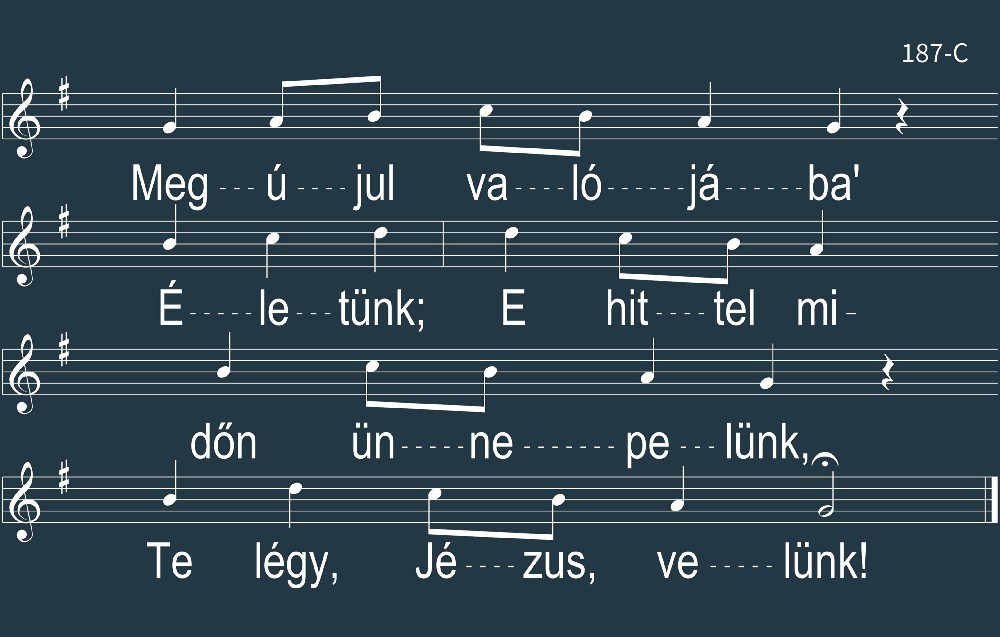 187-C
Meg---ú----jul va----ló------já------ba'
É-----le---tünk; E hit----tel mi-
dőn ün----ne-------pe---lünk,
Te légy, Jé----zus, ve-----lünk!